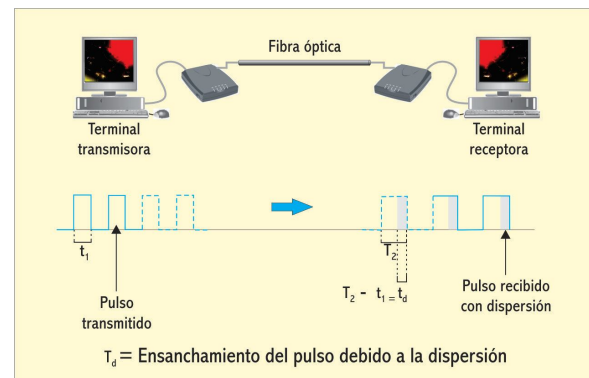 Fibra óptica
Terminal
transmisora
Terminal
receptora
t1
T2
T2 - t1 = td
Pulso
transmitido
Pulso recibido
con dispersión
Td = Ensanchamiento del pulso debido a la dispersión